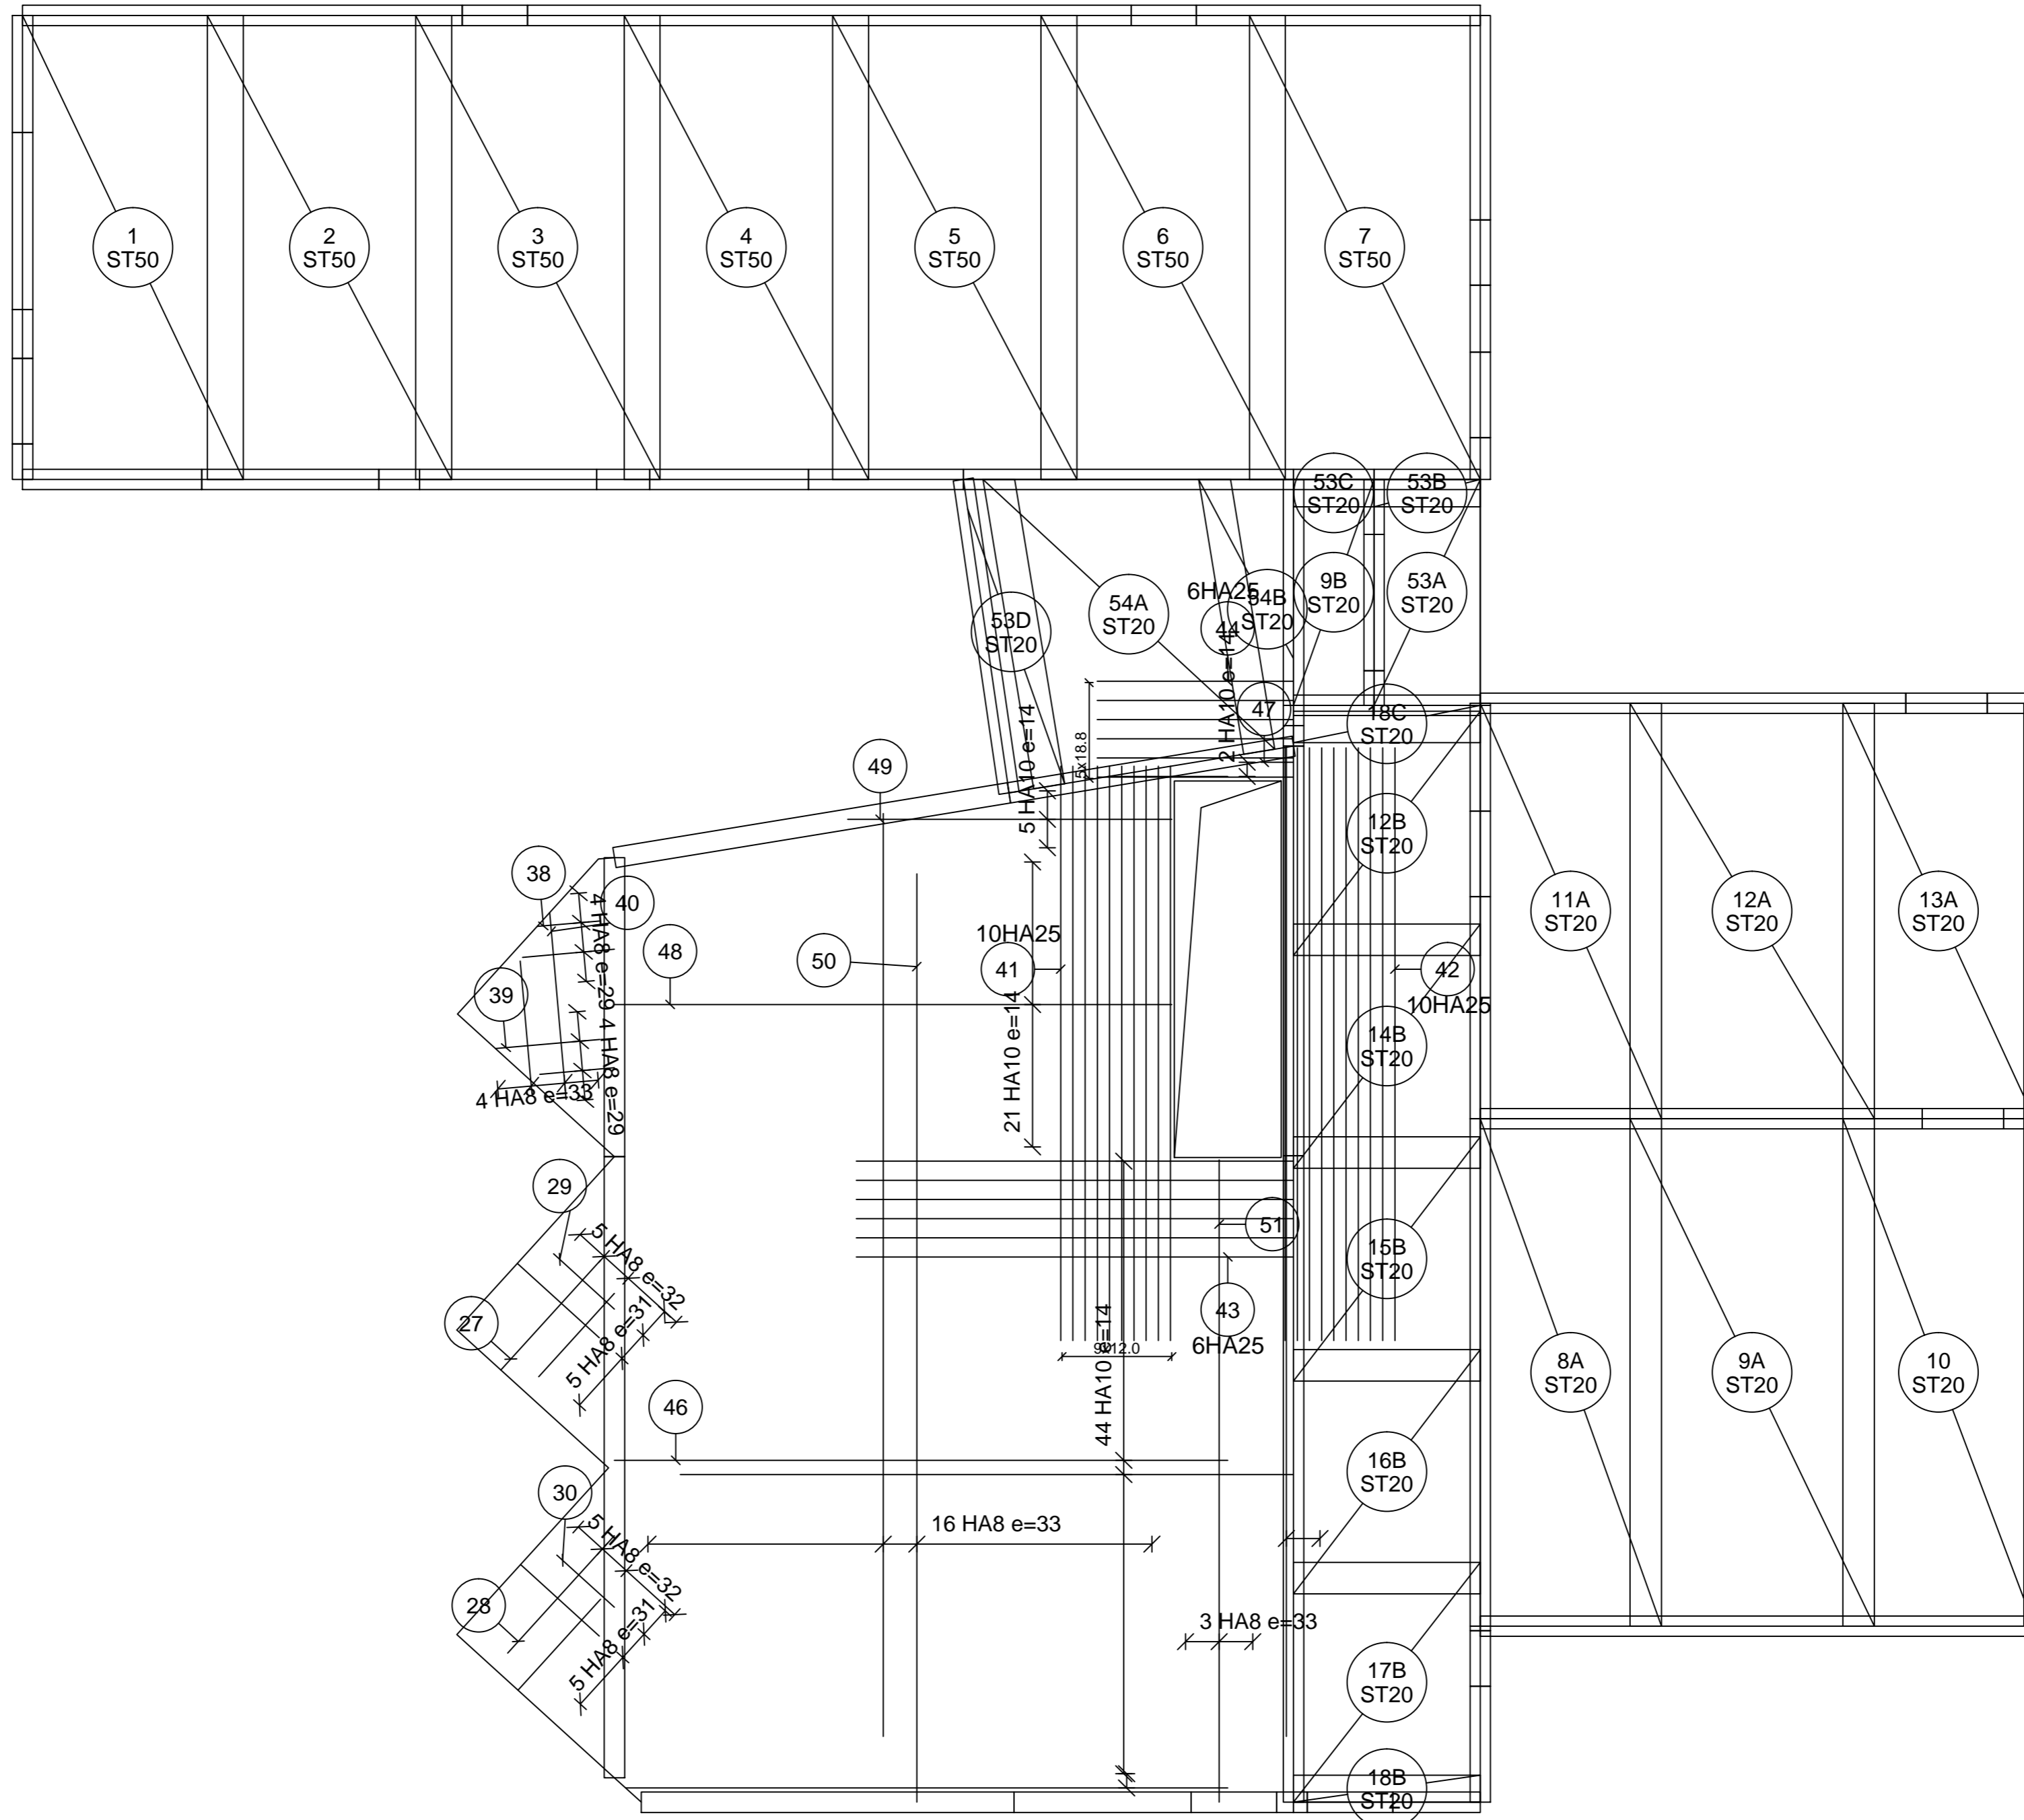 1
ST50
2
ST50
3
ST50
4
ST50
5
ST50
6
ST50
7
ST50
53C
ST20
53B
ST20
9B
ST20
53A
ST20
6HA25
44
54B
ST20
54A
ST20
53D
ST20
2 HA10 e=14
47
18C
ST20
5x18.8
5 HA10 e=14
49
12B
ST20
38
40
4 HA8 e=29
10HA25
41
48
50
39
42
10HA25
11A
ST20
12A
ST20
13A
ST20
21 HA10 e=14
14B
ST20
4 HA8 e=29
4 HA8 e=33
29
51
5 HA8 e=32
15B
ST20
27
43
6HA25
5 HA8 e=31
9x12.0
44 HA10 e=14
8A
ST20
9A
ST20
10
ST20
46
16B
ST20
30
16 HA8 e=33
5 HA8 e=32
28
3 HA8 e=33
5 HA8 e=31
17B
ST20
18B
ST20